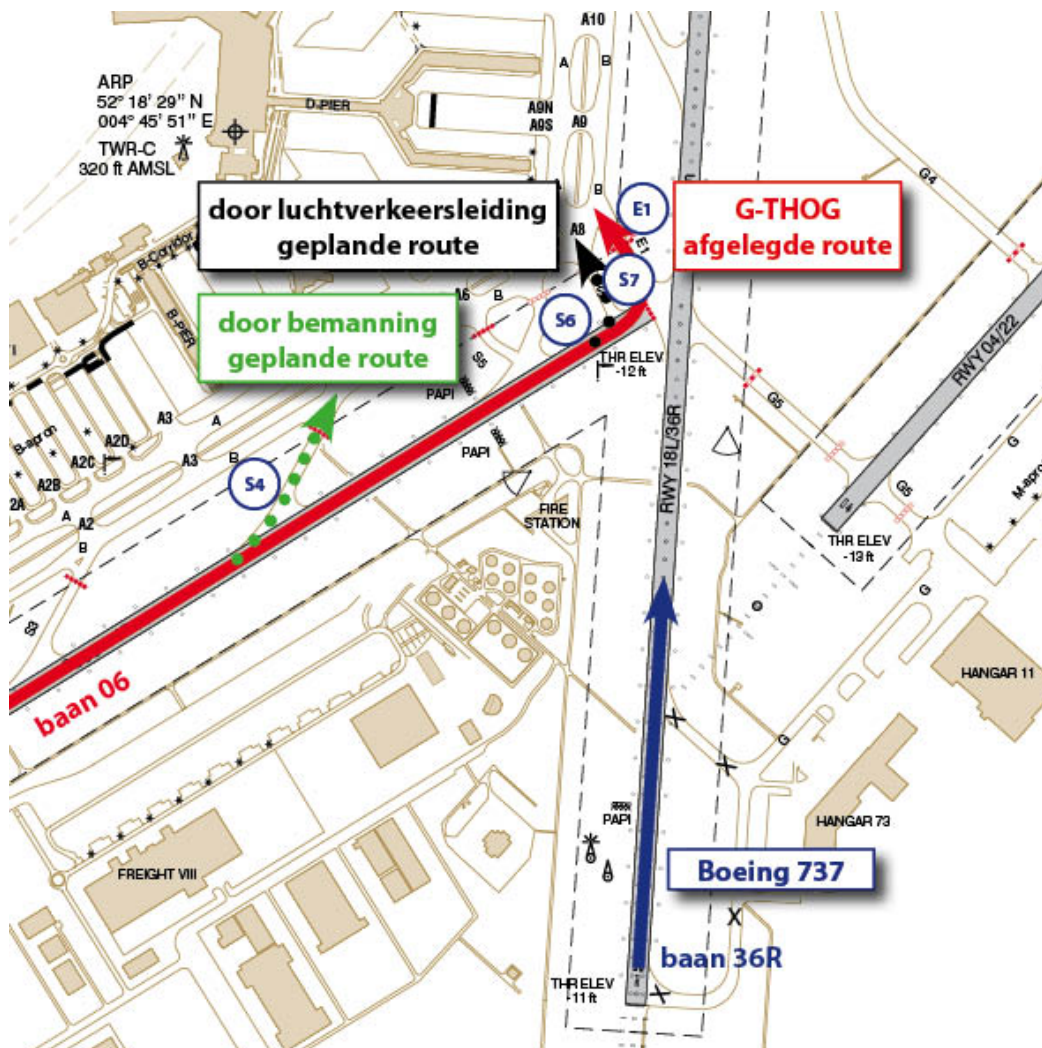 A10
A
B
ARP
52° 18' 29" N
004° 45' 51" E
TWR-C
320 ft AMSL
D-PIER
A9N
A9S
A9
B
G4
door luchtverkeersleiding
geplande route
A8
E1
E1
G-THOG
afgelegde route
S7
S6
B-Corridor
B-PIER
A6
B
S5
door bemanning
geplande route
PAPI
THR ELEV
-12 ft
G5
RWY 04/22
RWY 18L/36R
B-apron
A3
A
A2D
A2C
A2B
A3
B
S4
PAPI
FIRE
STATION
G5
G
M-apro
2A
A
A2
B
THR ELEV
-13 ft
S3
G
baan 06
HANGAR 11
G
PAPI
HANGAR 73
FREIGHT VIII
Boeing 737
X
X
X
X
baan 36R
THR ELEV
-11 ft